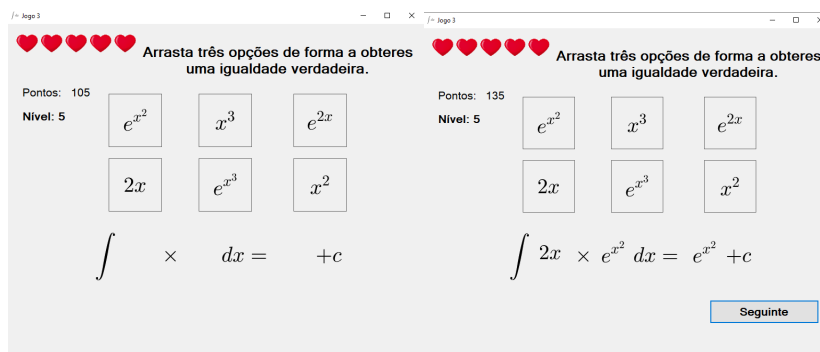 Jogo 3
Arrasta três opções de forma a obteres
uma igualdade verdadeira.
Pontos: 105
Nível: 5
e^{x^2} x^3 e^{2x}
2x e^{x^3} x^2
∫ × dx = +c
Jogo 3
Arrasta três opções de forma a obteres
uma igualdade verdadeira.
Pontos: 135
Nível: 5
e^{x^2} x^3 e^{2x}
2x e^{x^3} x^2
∫ 2x × e^{x^2} dx = e^{x^2} +c
Seguinte